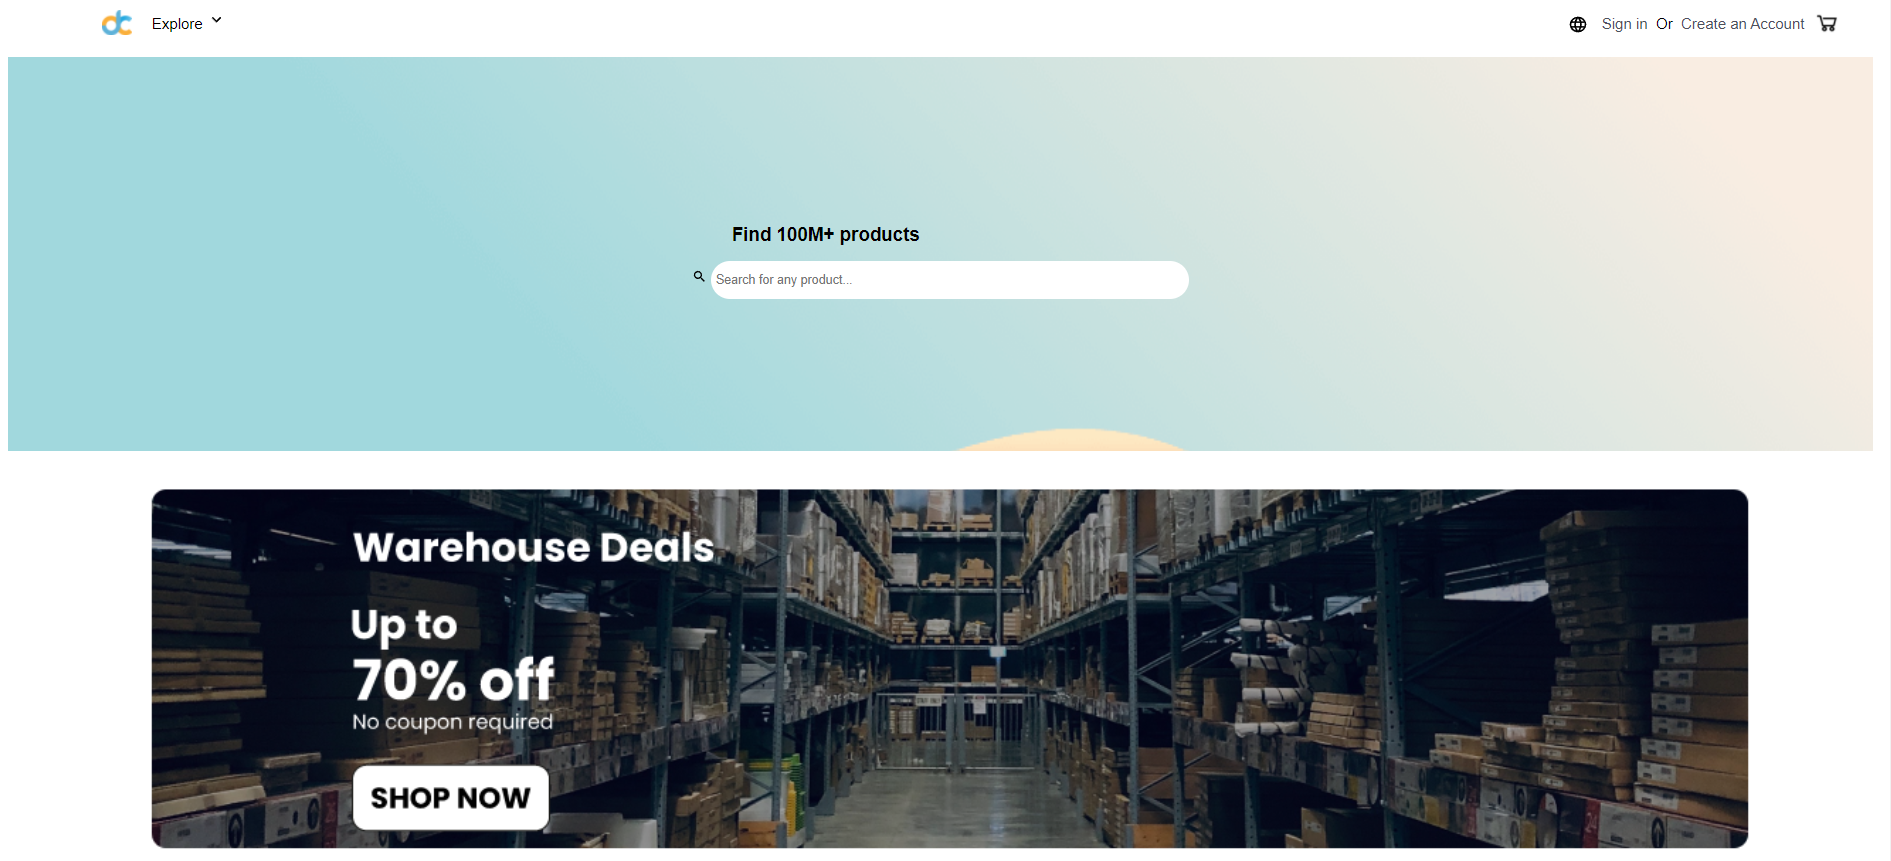 dc Explore
Sign in Or Create an Account
Find 100M+ products
Search for any product...
Warehouse Deals
Up to
70% off
No coupon required
SHOP NOW